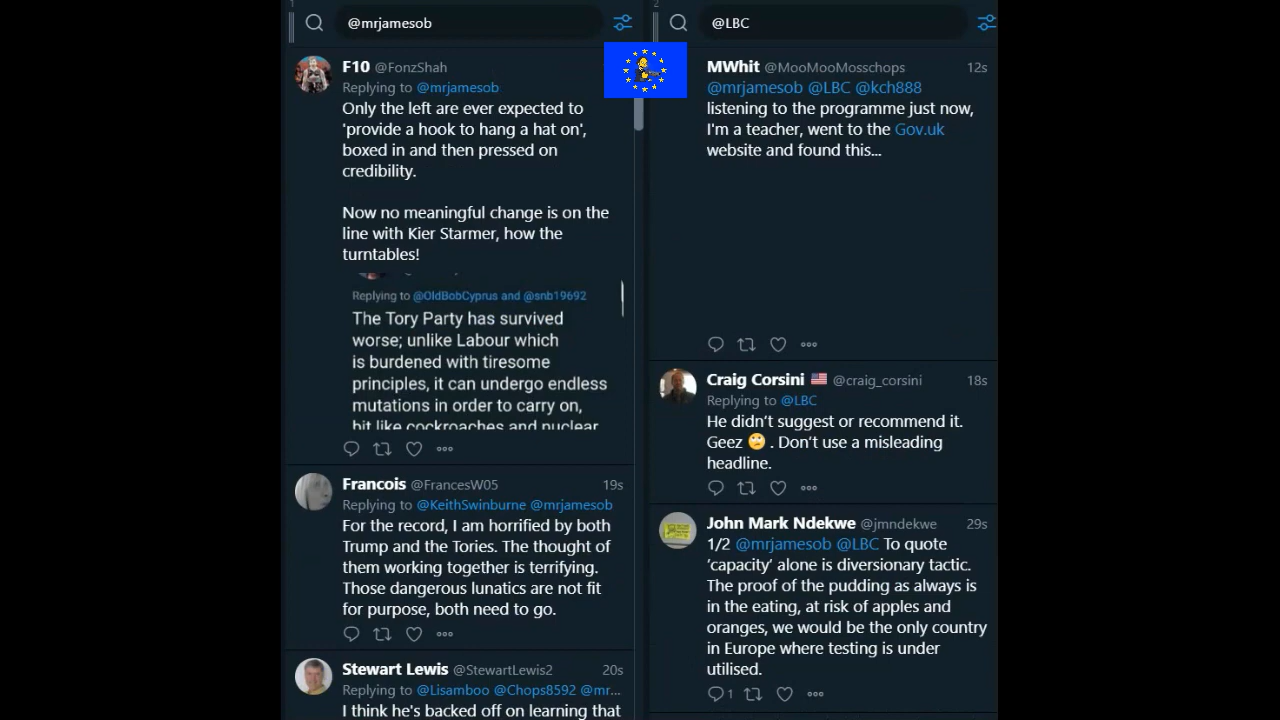 1
@mrjamesob
F10 @FonzShah
Replying to @mrjamesob
Only the left are ever expected to
'provide a hook to hang a hat on',
boxed in and then pressed on
credibility.
Now no meaningful change is on the
line with Kier Starmer, how the
turntables!
Replying to @OldBobCyprus and @snb19692
The Tory Party has survived
worse; unlike Labour which
is burdened with tiresome
principles, it can undergo endless
mutations in order to carry on,
bit like cockroaches and nuclear
Francois @FrancesW05 19s
Replying to @KeithSwinburne @mrjamesob
For the record, I am horrified by both
Trump and the Tories. The thought of
them working together is terrifying.
Those dangerous lunatics are not fit
for purpose, both need to go.
Stewart Lewis @StewartLewis2 20s
Replying to @Lisamboo @Chops8592 @mr...
I think he's backed off on learning that
2
@LBC
MWhit @MooMooMosschops 12s
@mrjamesob @LBC @kch888
listening to the programme just now,
I'm a teacher, went to the Gov.uk
website and found this...
Craig Corsini 🇺🇸 @craig_corsini 18s
Replying to @LBC
He didn’t suggest or recommend it.
Geez 🙄 . Don’t use a misleading
headline.
John Mark Ndekwe @jmndekwe 29s
1/2 @mrjamesob @LBC To quote
‘capacity’ alone is diversionary tactic.
The proof of the pudding as always is
in the eating, at risk of apples and
oranges, we would be the only country
in Europe where testing is under
utilised.
1